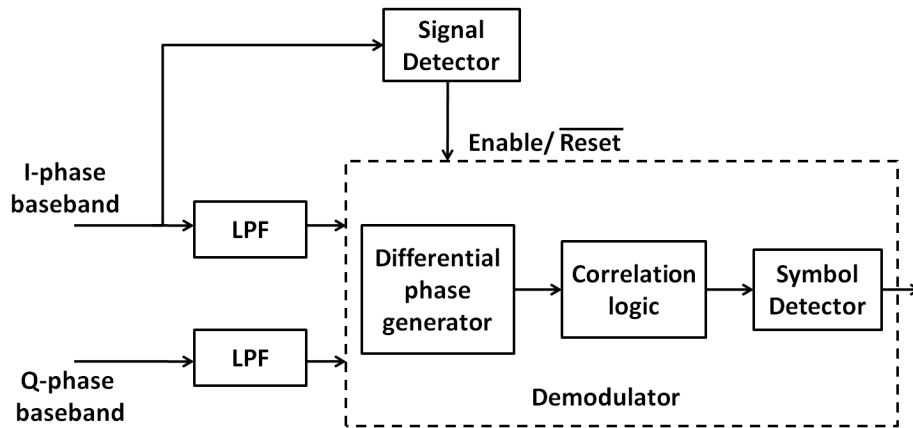 Signal
Detector
Enable/ Reset
I-phase
baseband
LPF
Differential
phase
generator
Correlation
logic
Symbol
Detector
LPF
Q-phase
baseband
Demodulator